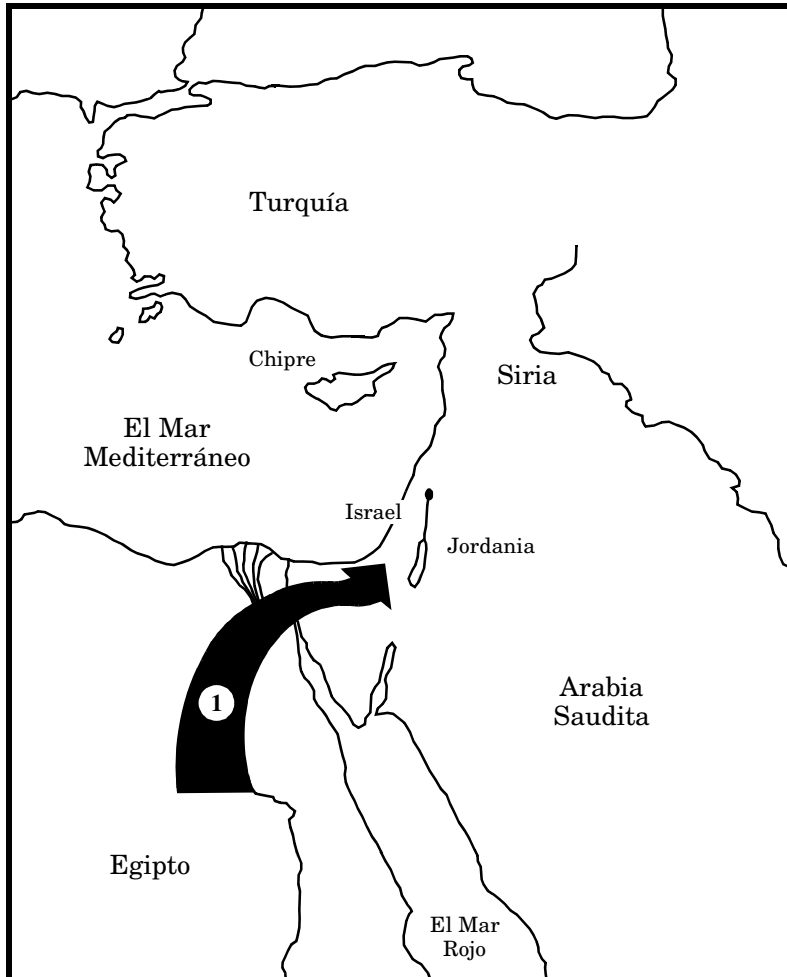 Turquía
Chipre
Siria
El Mar
Mediterráneo
Israel
Jordania
1
Arabia
Saudita
Egipto
El Mar
Rojo